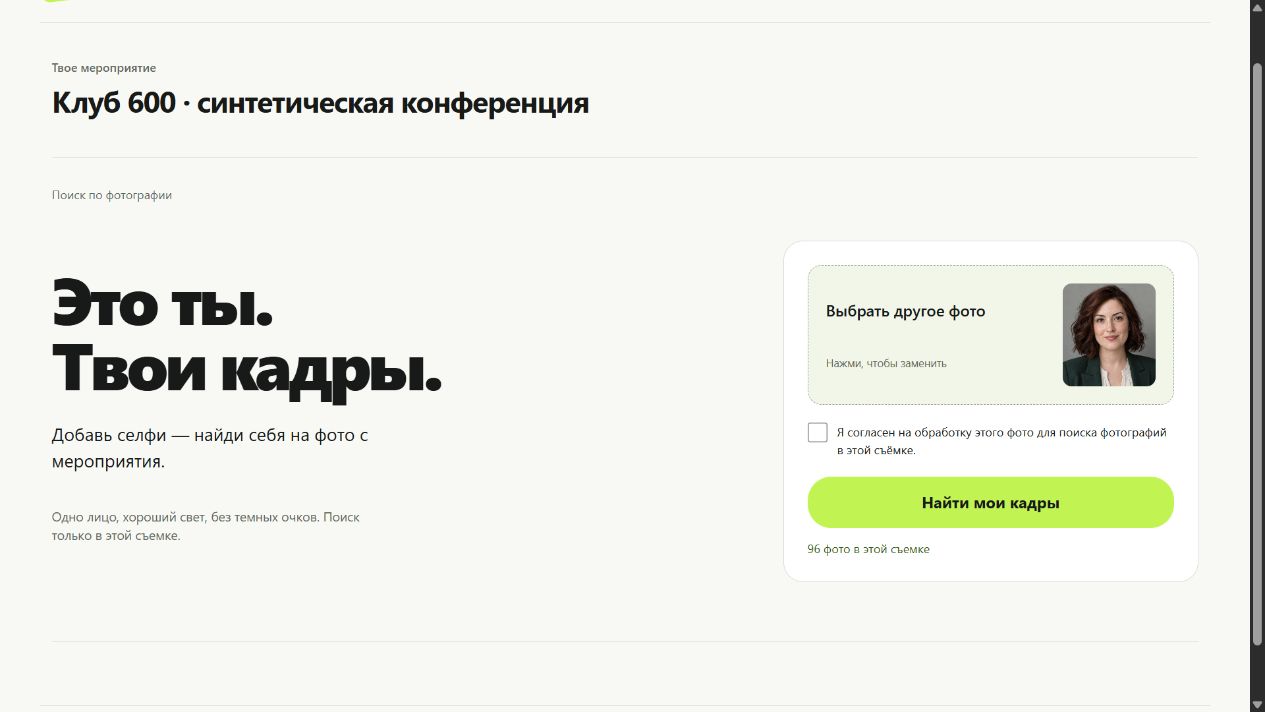 Твое мероприятие
Клуб 600 · синтетическая конференция
Поиск по фотографии
Это ты.
Твои кадры.
Добавь селфи — найди себя на фото с
мероприятия.
Одно лицо, хороший свет, без темных очков. Поиск
только в этой съемке.
Выбрать другое фото
Нажми, чтобы заменить
Я согласен на обработку этого фото для поиска фотографий
в этой съёмке.
Найти мои кадры
96 фото в этой съемке